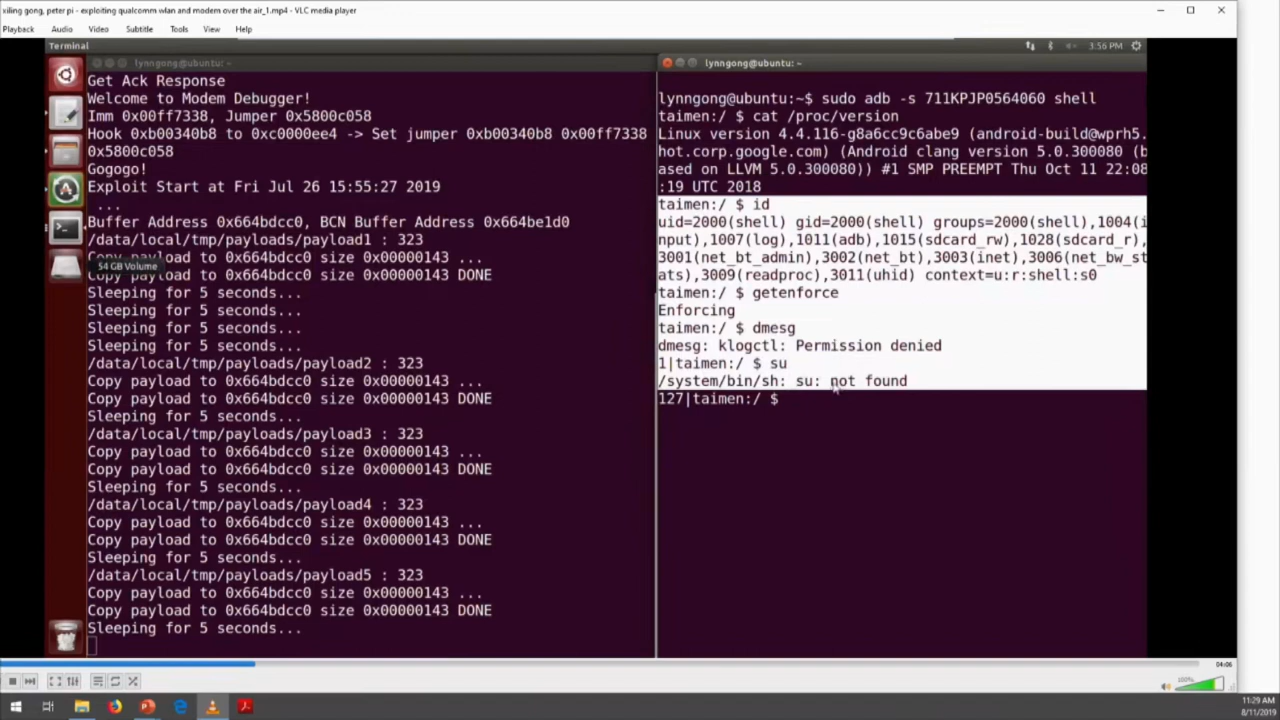 xiling gong, peter pi - exploiting qualcomm wlan and modem over the air_1.mp4 - VLC media player
Playback Audio Video Subtitle Tools View Help
Terminal
3:56 PM
lynngong@ubuntu: ~
Get Ack Response
Welcome to Modem Debugger!
Imm 0x00ff7338, Jumper 0x5800c058
Hook 0xb00340b8 to 0xc0000ee4 -> Set jumper 0xb00340b8 0x00ff7338
0x5800c058
Gogogo!
Exploit Start at Fri Jul 26 15:55:27 2019
...
Buffer Address 0x664bdcc0, BCN Buffer Address 0x664be1d0
/data/local/tmp/payloads/payload1 : 323
Copy payload to 0x664bdcc0 size 0x00000143 ...
54 GB Volume
Copy payload to 0x664bdcc0 size 0x00000143 DONE
Sleeping for 5 seconds...
Sleeping for 5 seconds...
Sleeping for 5 seconds...
Sleeping for 5 seconds...
/data/local/tmp/payloads/payload2 : 323
Copy payload to 0x664bdcc0 size 0x00000143 ...
Copy payload to 0x664bdcc0 size 0x00000143 DONE
Sleeping for 5 seconds...
/data/local/tmp/payloads/payload3 : 323
Copy payload to 0x664bdcc0 size 0x00000143 ...
Copy payload to 0x664bdcc0 size 0x00000143 DONE
Sleeping for 5 seconds...
/data/local/tmp/payloads/payload4 : 323
Copy payload to 0x664bdcc0 size 0x00000143 ...
Copy payload to 0x664bdcc0 size 0x00000143 DONE
Sleeping for 5 seconds...
/data/local/tmp/payloads/payload5 : 323
Copy payload to 0x664bdcc0 size 0x00000143 ...
Copy payload to 0x664bdcc0 size 0x00000143 DONE
Sleeping for 5 seconds...
lynngong@ubuntu: ~
lynngong@ubuntu:~$ sudo adb -s 711KPJP0564060 shell
taimen:/ $ cat /proc/version
Linux version 4.4.116-g8a6cc9c6abe9 (android-build@wprh5.
hot.corp.google.com) (Android clang version 5.0.300080 (b
ased on LLVM 5.0.300080)) #1 SMP PREEMPT Thu Oct 11 22:08
:19 UTC 2018
taimen:/ $ id
uid=2000(shell) gid=2000(shell) groups=2000(shell),1004(i
nput),1007(log),1011(adb),1015(sdcard_rw),1028(sdcard_r),
3001(net_bt_admin),3002(net_bt),3003(inet),3006(net_bw_st
ats),3009(readproc),3011(uhid) context=u:r:shell:s0
taimen:/ $ getenforce
Enforcing
taimen:/ $ dmesg
dmesg: klogctl: Permission denied
1|taimen:/ $ su
/system/bin/sh: su: not found
127|taimen:/ $
04:06
100%
11:29 AM
8/11/2019